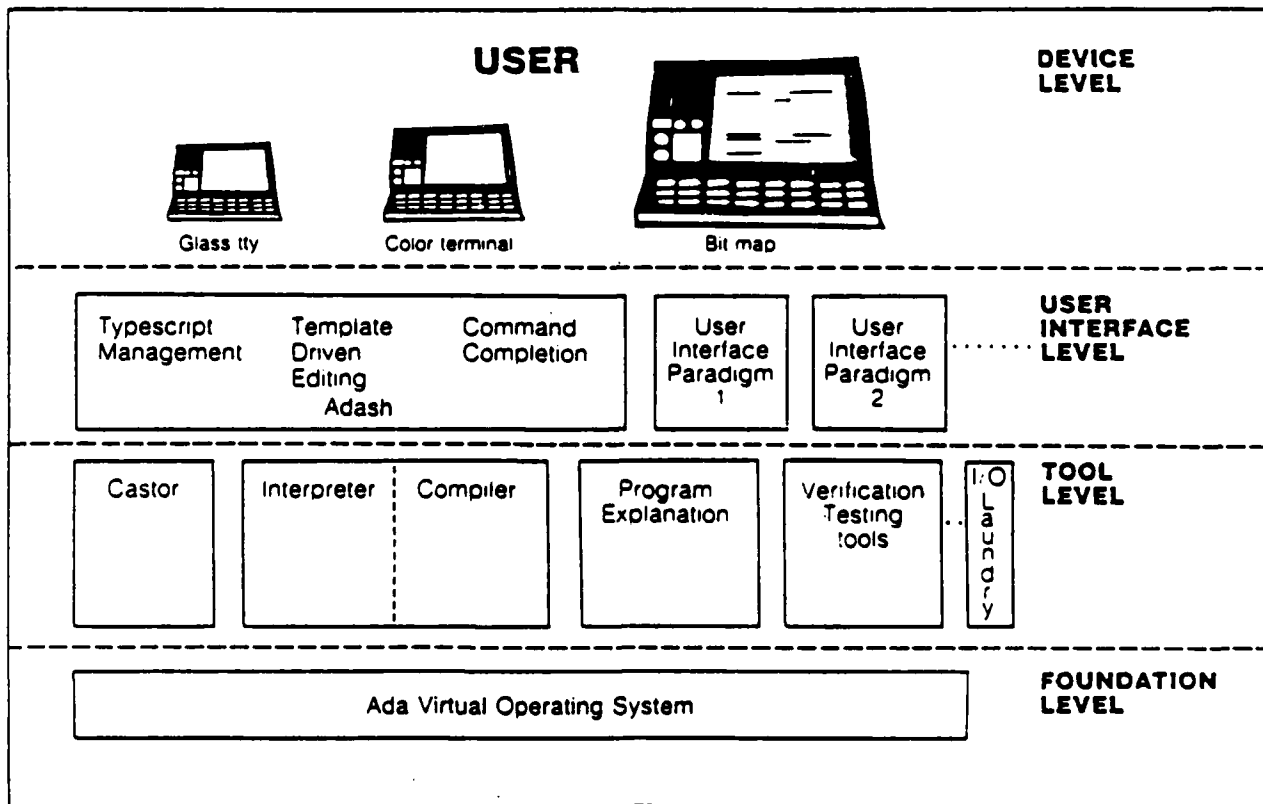 USER
DEVICE
LEVEL
Glass tty
Color terminal
Bit map
Typescript
Management
Template
Driven
Editing
Command
Completion
Adash
User
Interface
Paradigm
1
User
Interface
Paradigm
2
USER
INTERFACE
LEVEL
Castor
Interpreter
Compiler
Program
Explanation
Verification
Testing
tools
I/O
Laundry
TOOL
LEVEL
Ada Virtual Operating System
FOUNDATION
LEVEL